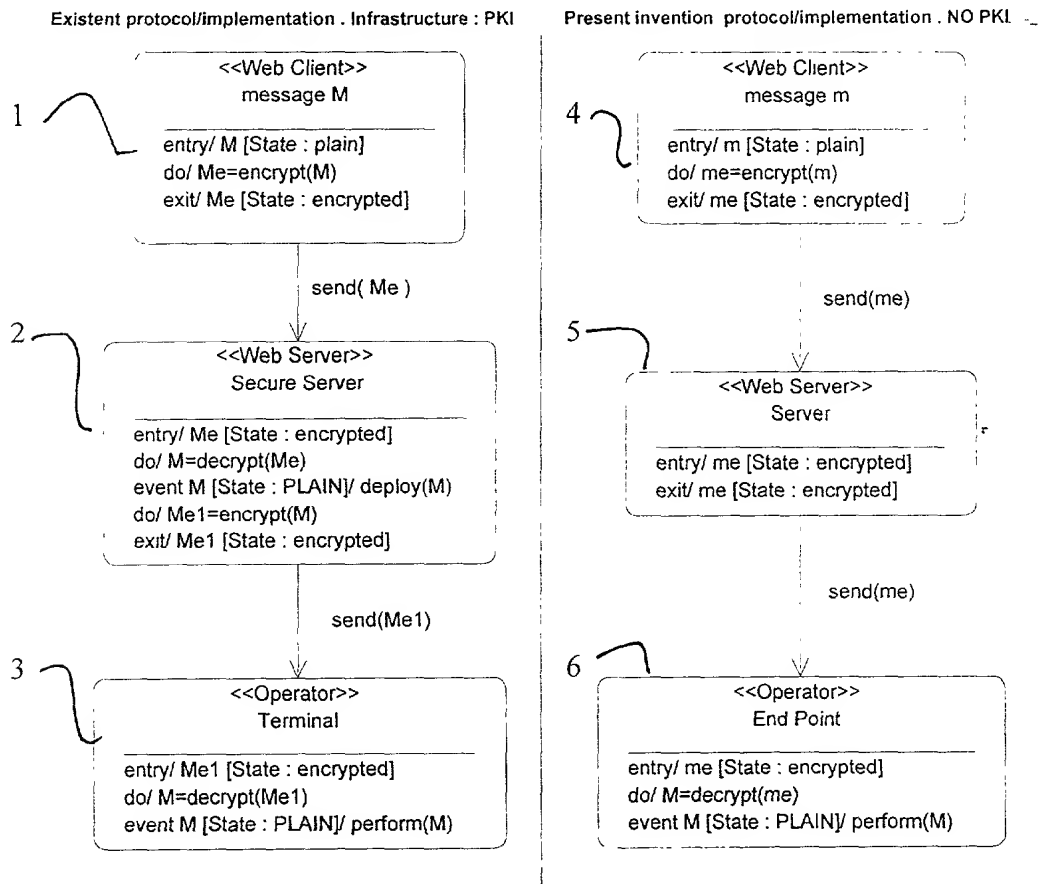 Existent protocol/implementation . Infrastructure : PKI
1
<<Web Client>>
message M
entry/ M [State : plain]
do/ Me=encrypt(M)
exit/ Me [State : encrypted]
send( Me )
2
<<Web Server>>
Secure Server
entry/ Me [State : encrypted]
do/ M=decrypt(Me)
event M [State : PLAIN]/ deploy(M)
do/ Me1=encrypt(M)
exit/ Me1 [State : encrypted]
send(Me1)
3
<<Operator>>
Terminal
entry/ Me1 [State : encrypted]
do/ M=decrypt(Me1)
event M [State : PLAIN]/ perform(M)
Present invention protocol/implementation . NO PKI
4
<<Web Client>>
message m
entry/ m [State : plain]
do/ me=encrypt(m)
exit/ me [State : encrypted]
send(me)
5
<<Web Server>>
Server
entry/ me [State : encrypted]
exit/ me [State : encrypted]
send(me)
6
<<Operator>>
End Point
entry/ me [State : encrypted]
do/ M=decrypt(me)
event M [State : PLAIN]/ perform(M)